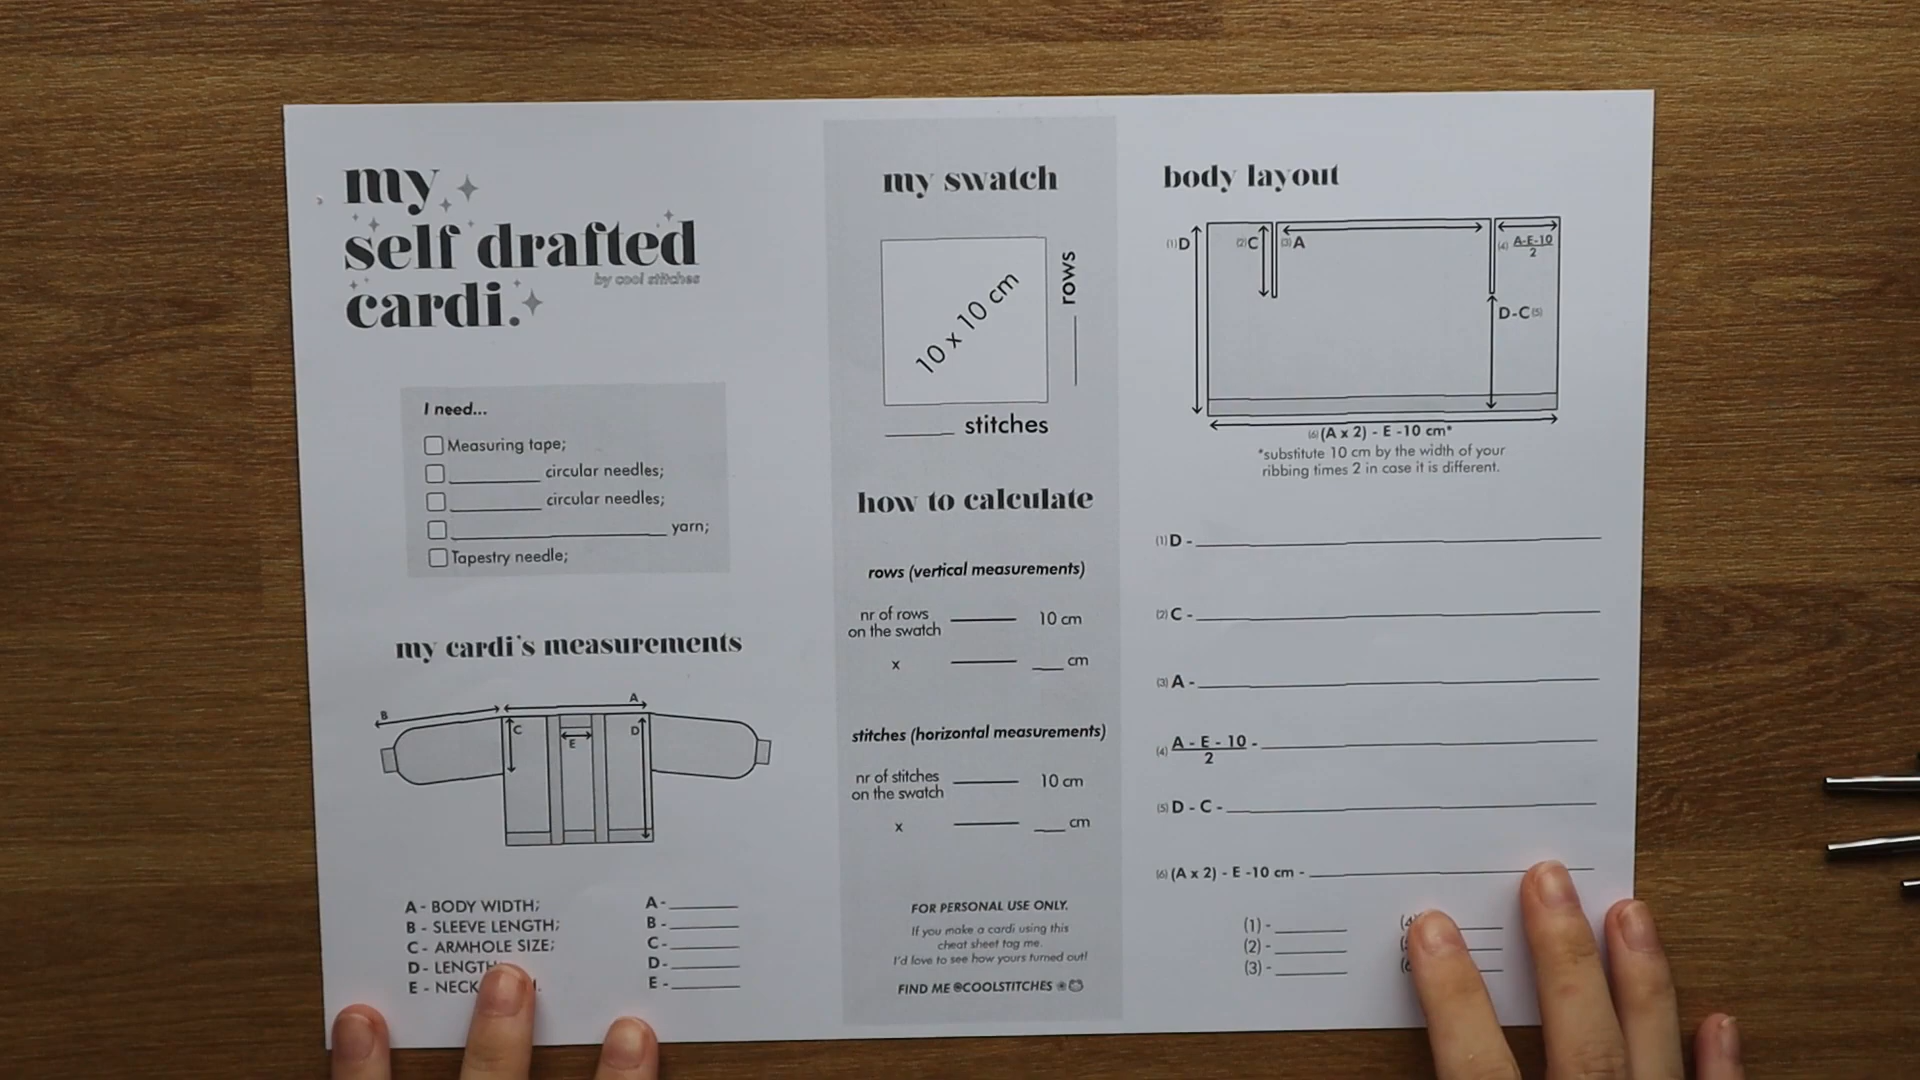 my
self drafted
by cool stitches
cardi.
I need...
Measuring tape;
circular needles;
circular needles;
yarn;
Tapestry needle;
my cardi's measurements
B
A
C
E
D
A - BODY WIDTH;
B - SLEEVE LENGTH;
C - ARMHOLE SIZE;
D - LENGTH
E - NECK
A -
B -
C -
D -
E -
my swatch
10 x 10 cm
rows
stitches
how to calculate
rows (vertical measurements)
nr of rows
on the swatch
10 cm
x
cm
stitches (horizontal measurements)
nr of stitches
on the swatch
10 cm
x
cm
FOR PERSONAL USE ONLY.
If you make a cardi using this
cheat sheet tag me.
I'd love to see how yours turned out!
FIND ME @COOLSTITCHES
body layout
(1) D
(2) C
(3) A
(4) A-E-10
2
D-C (5)
(6) (A x 2) - E -10 cm*
*substitute 10 cm by the width of your
ribbing times 2 in case it is different.
(1) D -
(2) C -
(3) A -
(4) A - E - 10 -
2
(5) D - C -
(6) (A x 2) - E -10 cm -
(1) -
(2) -
(3) -